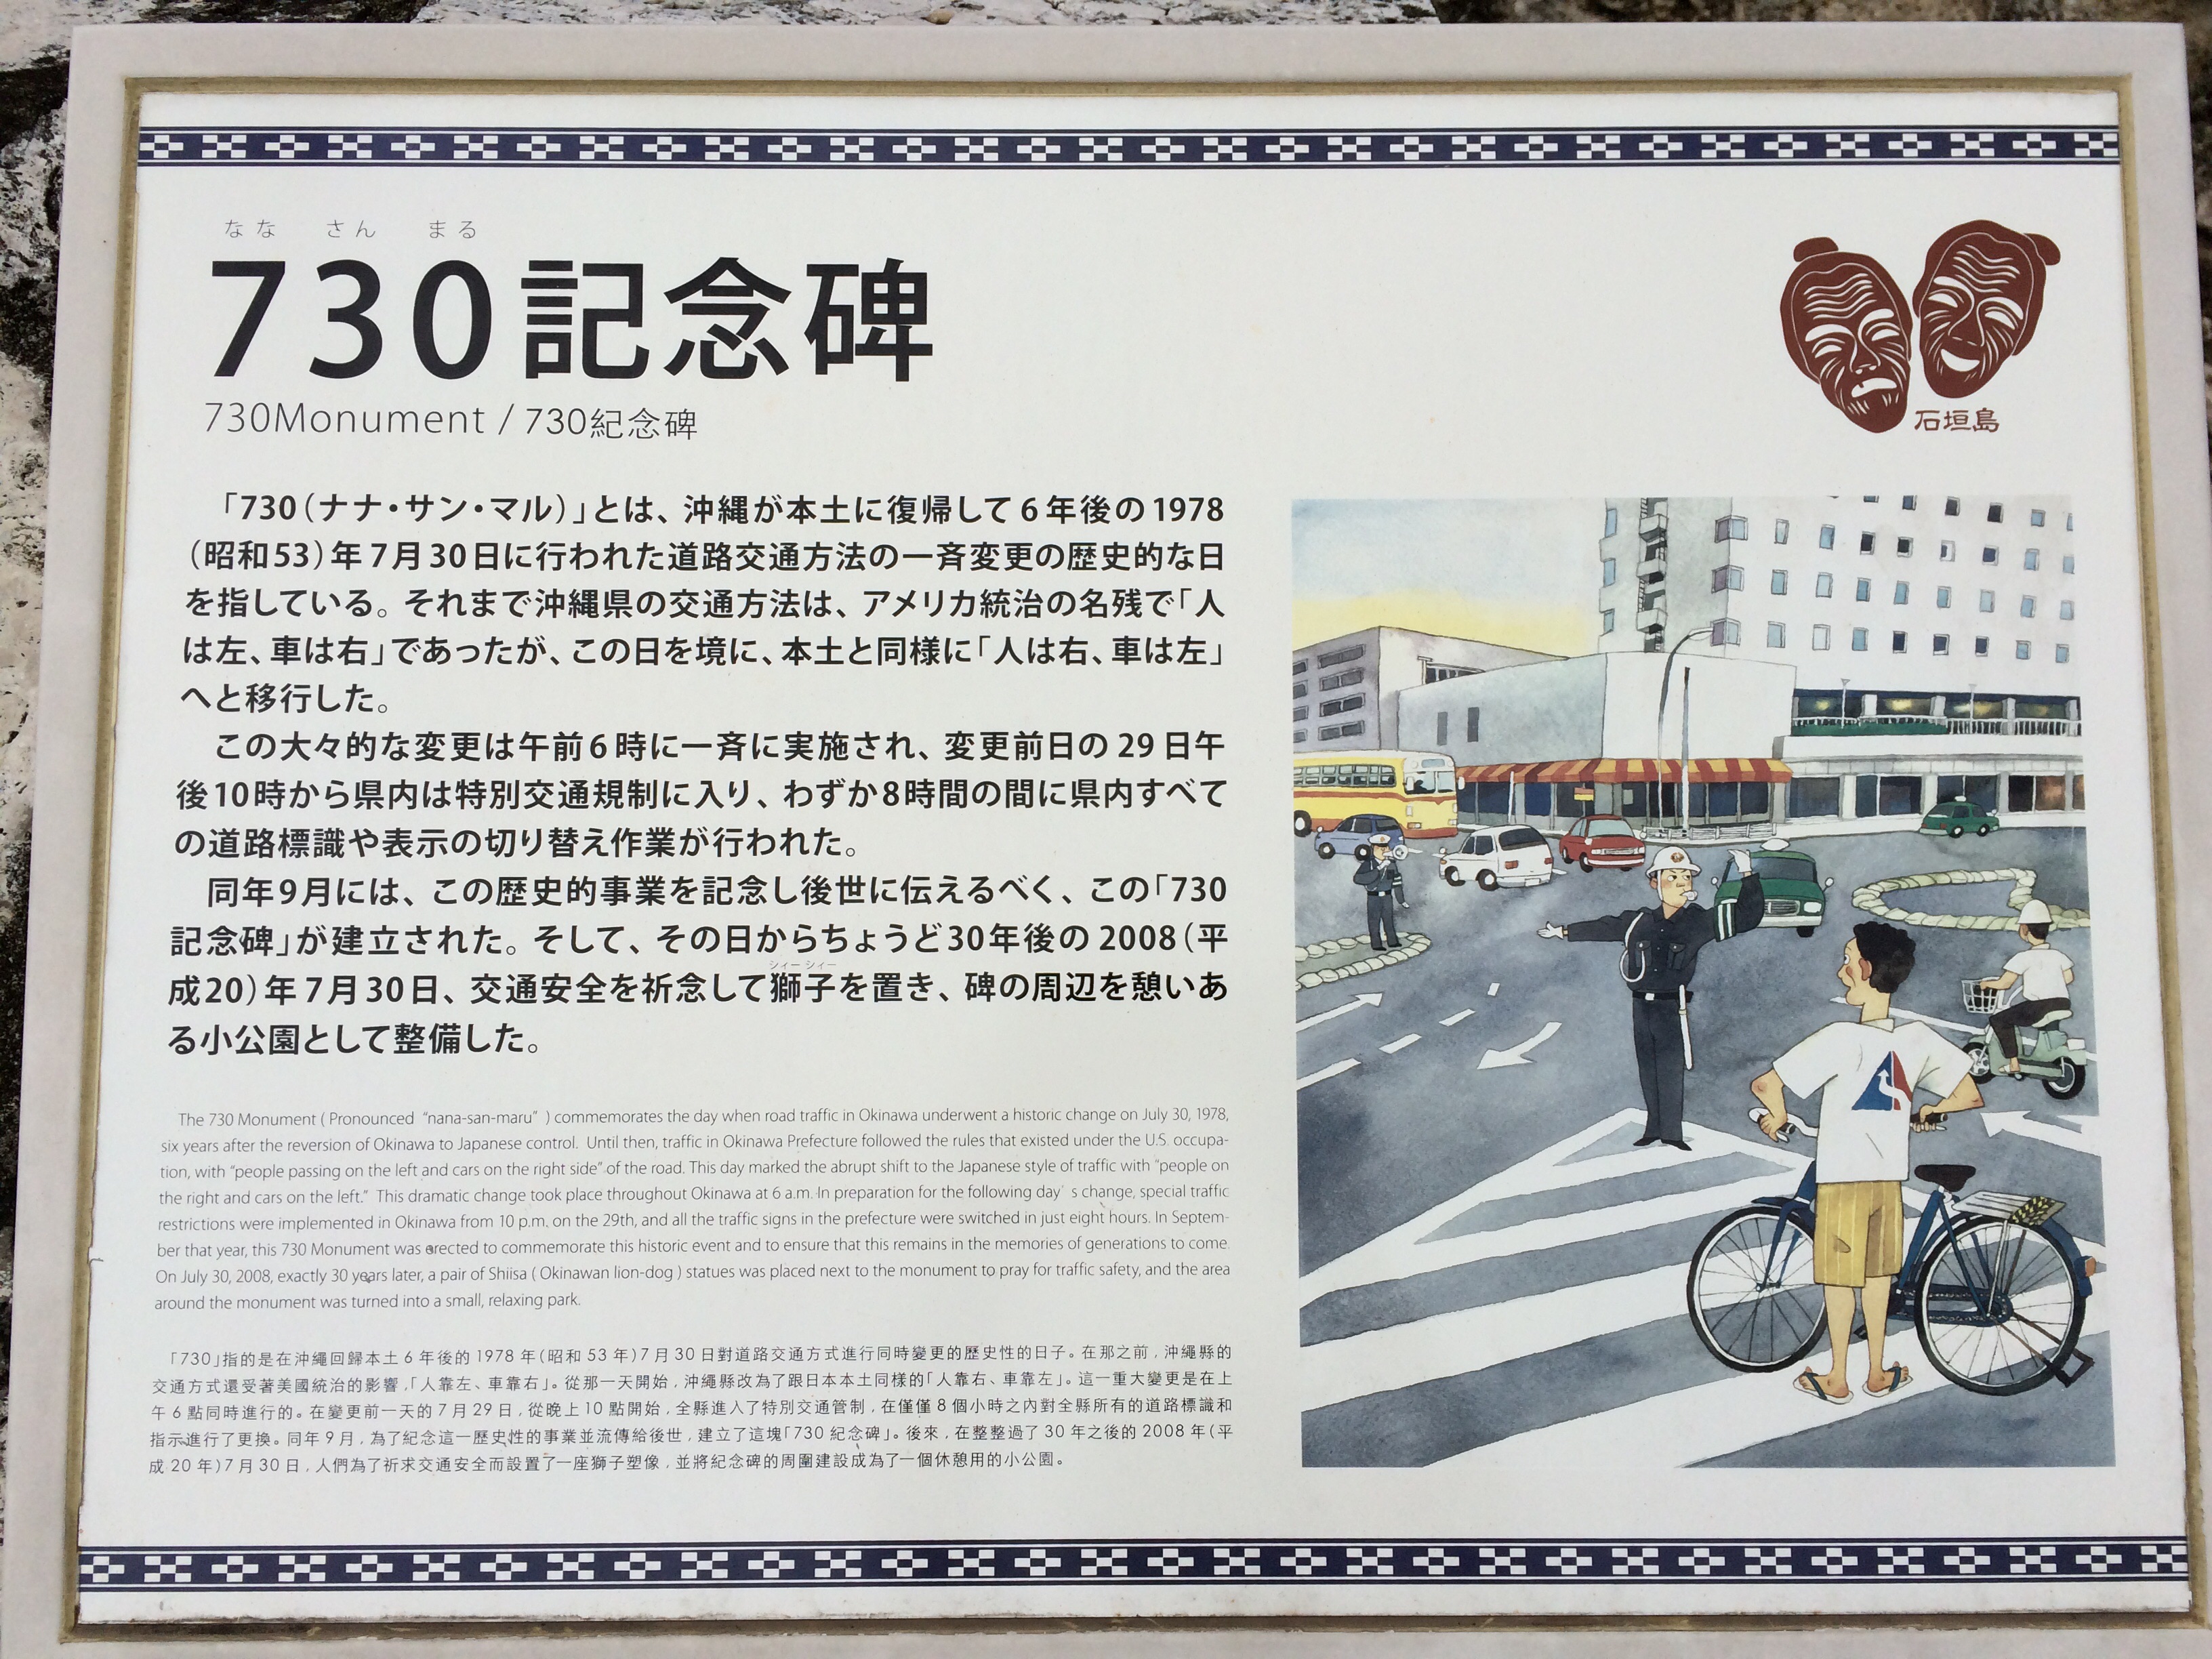 なな さん まる
730記念碑
730Monument / 730紀念碑
石垣島
「730(ナナ・サン・マル)」とは、沖縄が本土に復帰して6年後の1978
(昭和53)年7月30日に行われた道路交通方法の一斉変更の歴史的な日
を指している。それまで沖縄県の交通方法は、アメリカ統治の名残で「人
は左、車は右」であったが、この日を境に、本土と同様に「人は右、車は左」
へと移行した。
この大々的な変更は午前6時に一斉に実施され、変更前日の29日午
後10時から県内は特別交通規制に入り、わずか8時間の間に県内すべて
の道路標識や表示の切り替え作業が行われた。
同年9月には、この歴史的事業を記念し後世に伝えるべく、この「730
記念碑」が建立された。そして、その日からちょうど30年後の2008(平
シィーシィー
成20)年7月30日、交通安全を祈念して獅子を置き、碑の周辺を憩いあ
る小公園として整備した。
The 730 Monument ( Pronounced “nana-san-maru” ) commemorates the day when road traffic in Okinawa underwent a historic change on July 30, 1978,
six years after the reversion of Okinawa to Japanese control. Until then, traffic in Okinawa Prefecture followed the rules that existed under the U.S. occupa-
tion, with “people passing on the left and cars on the right side” of the road. This day marked the abrupt shift to the Japanese style of traffic with “people on
the right and cars on the left.” This dramatic change took place throughout Okinawa at 6 a.m. In preparation for the following day’s change, special traffic
restrictions were implemented in Okinawa from 10 p.m. on the 29th, and all the traffic signs in the prefecture were switched in just eight hours. In Septem-
ber that year, this 730 Monument was erected to commemorate this historic event and to ensure that this remains in the memories of generations to come.
On July 30, 2008, exactly 30 years later, a pair of Shiisa ( Okinawan lion-dog ) statues was placed next to the monument to pray for traffic safety, and the area
around the monument was turned into a small, relaxing park.
「730」指的是在沖繩回歸本土6年後的1978年(昭和53年)7月30日對道路交通方式進行同時變更的歷史性的日子。在那之前,沖繩縣的
交通方式還受著美國統治的影響,「人靠左、車靠右」。從那一天開始,沖繩縣改為了跟日本本土同樣的「人靠右、車靠左」。這一重大變更是在上
午6點同時進行的。在變更前一天的7月29日,從晚上10點開始,全縣進入了特別交通管制,在僅僅8個小時之內對全縣所有的道路標識和
指示進行了更換。同年9月,為了紀念這一歷史性的事業並流傳給後世,建立了這塊「730紀念碑」。後來,在整整過了30年之後的2008年(平
成20年)7月30日,人們為了祈求交通安全而設置了一座獅子塑像,並將紀念碑的周圍建設成為了一個休憩用的小公園。